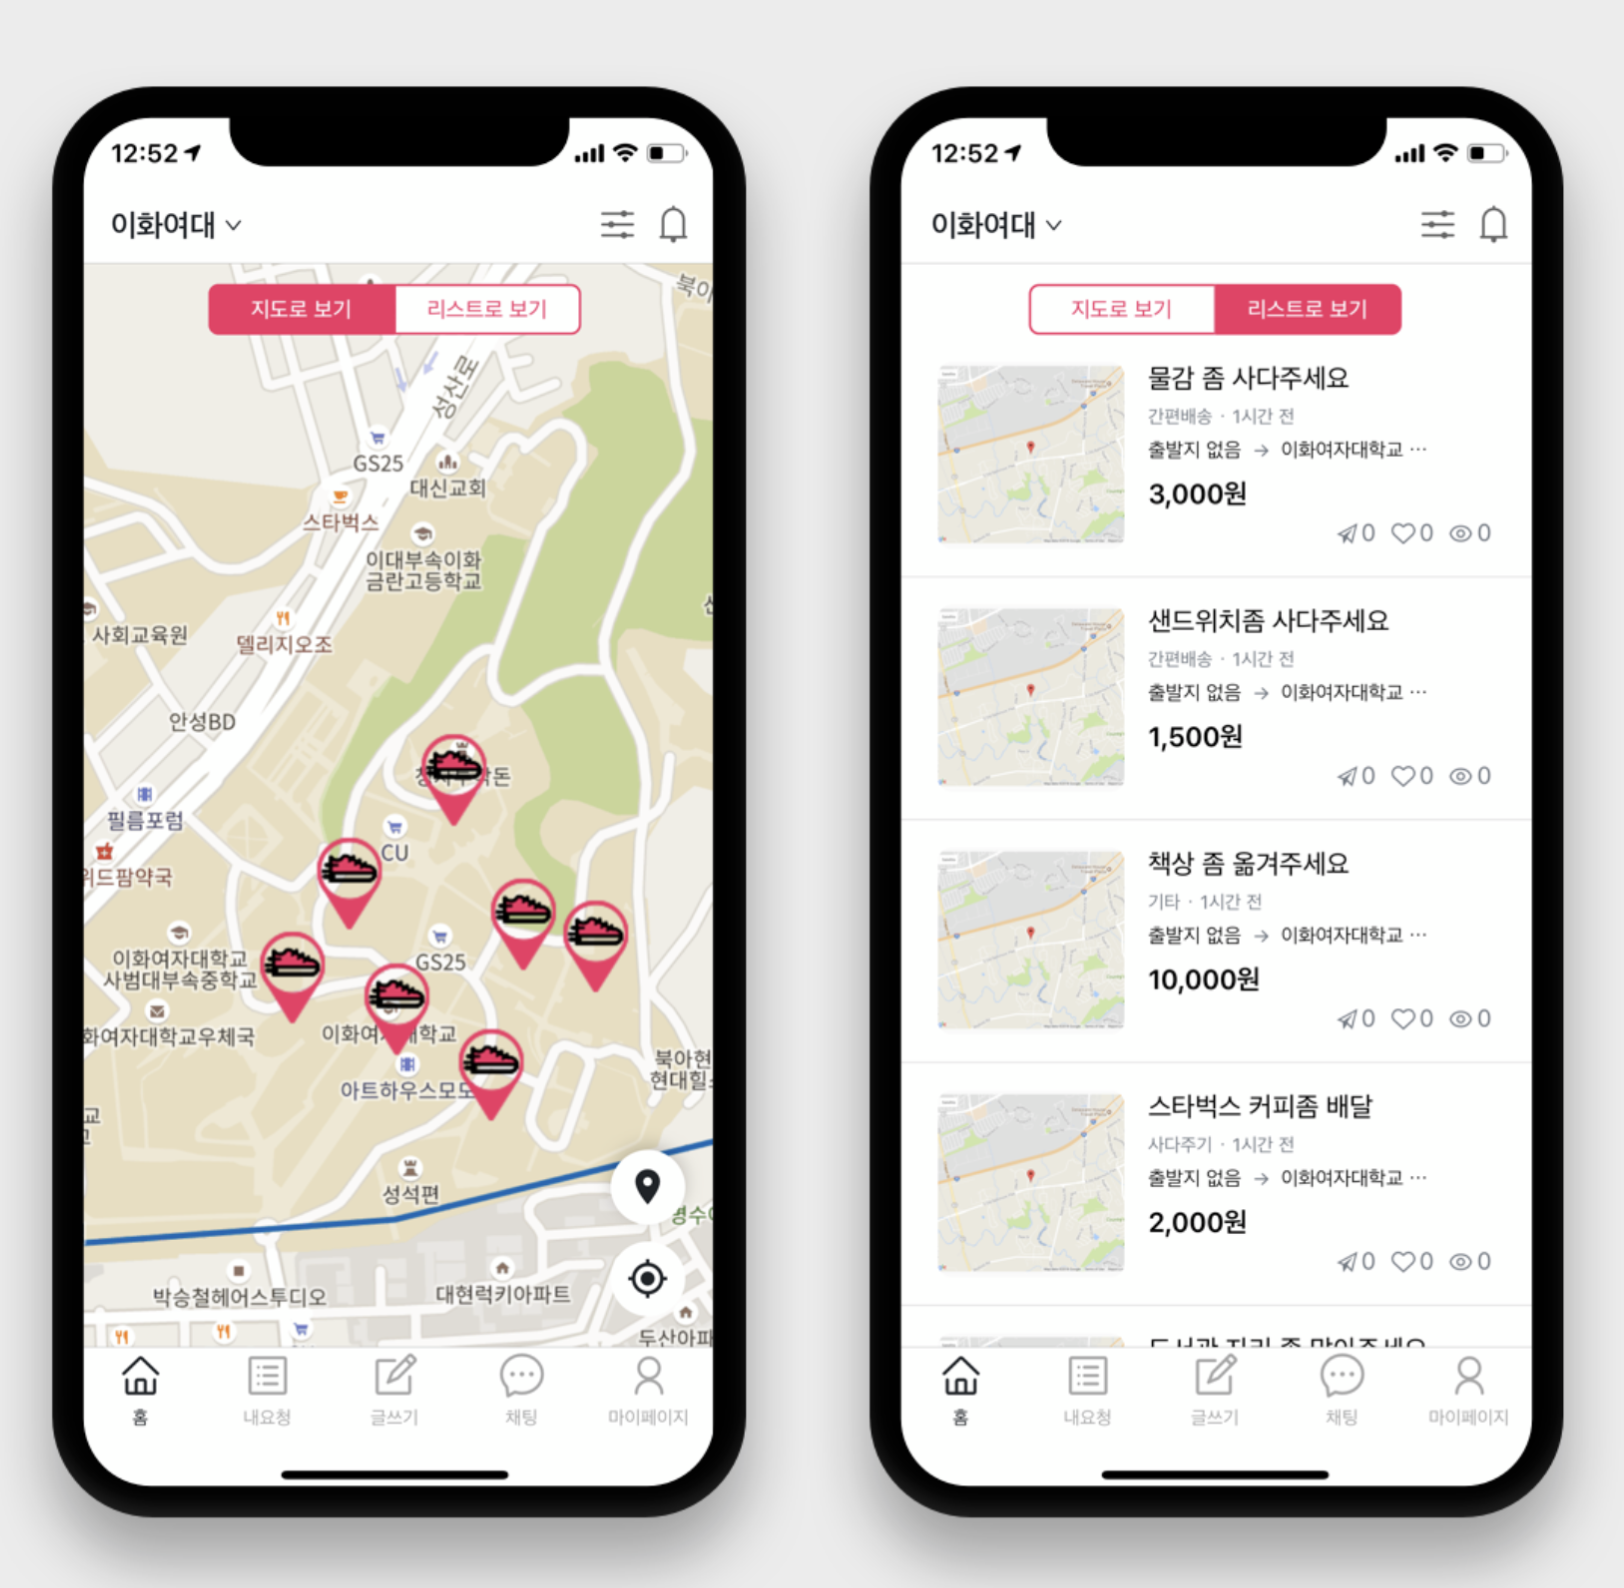 12:52
이화여대
지도로 보기
리스트로 보기
성산로
GS25
대신교회
스타벅스
이대부속이화
금란고등학교
사회교육원
델리지오조
안성BD
필름포럼
CU
위드팜약국
이화여자대학교
사범대부속중학교
GS25
화여자대학교우체국
아트하우스모모
북아현
성석편
박승철헤어스투디오
대현럭키아파트
두산아파
홈
내요청
글쓰기
채팅
마이페이지
12:52
이화여대
지도로 보기
리스트로 보기
물감 좀 사다주세요
간편배송 · 1시간 전
출발지 없음 → 이화여자대학교 ···
3,000원
0 0 0
샌드위치좀 사다주세요
간편배송 · 1시간 전
출발지 없음 → 이화여자대학교 ···
1,500원
0 0 0
책상 좀 옮겨주세요
기타 · 1시간 전
출발지 없음 → 이화여자대학교 ···
10,000원
0 0 0
스타벅스 커피좀 배달
사다주기 · 1시간 전
출발지 없음 → 이화여자대학교 ···
2,000원
0 0 0
홈
내요청
글쓰기
채팅
마이페이지